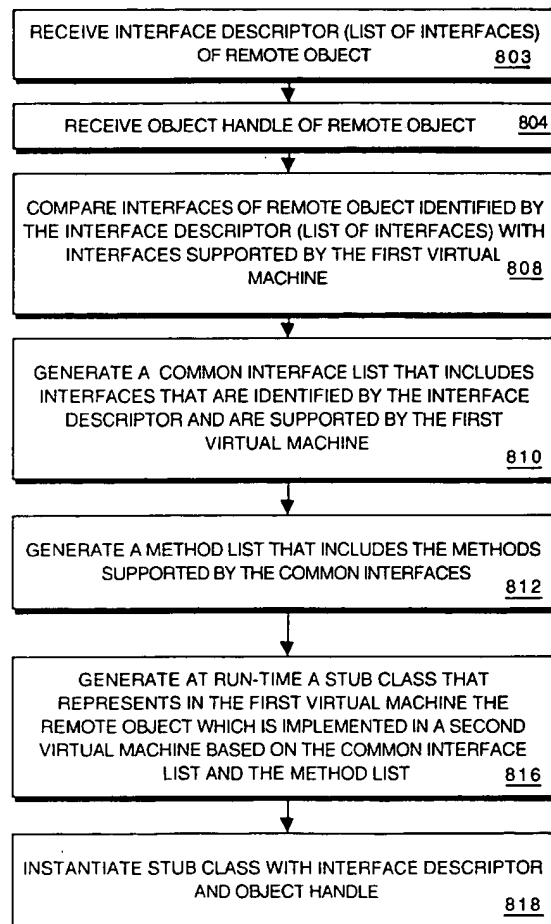 RECEIVE INTERFACE DESCRIPTOR (LIST OF INTERFACES)
OF REMOTE OBJECT
803
RECEIVE OBJECT HANDLE OF REMOTE OBJECT
804
COMPARE INTERFACES OF REMOTE OBJECT IDENTIFIED BY
THE INTERFACE DESCRIPTOR (LIST OF INTERFACES) WITH
INTERFACES SUPPORTED BY THE FIRST VIRTUAL
MACHINE
808
GENERATE A COMMON INTERFACE LIST THAT INCLUDES
INTERFACES THAT ARE IDENTIFIED BY THE INTERFACE
DESCRIPTOR AND ARE SUPPORTED BY THE FIRST
VIRTUAL MACHINE
810
GENERATE A METHOD LIST THAT INCLUDES THE METHODS
SUPPORTED BY THE COMMON INTERFACES
812
GENERATE AT RUN-TIME A STUB CLASS THAT
REPRESENTS IN THE FIRST VIRTUAL MACHINE THE
REMOTE OBJECT WHICH IS IMPLEMENTED IN A SECOND
VIRTUAL MACHINE BASED ON THE COMMON INTERFACE
LIST AND THE METHOD LIST
816
INSTANTIATE STUB CLASS WITH INTERFACE DESCRIPTOR
AND OBJECT HANDLE
818